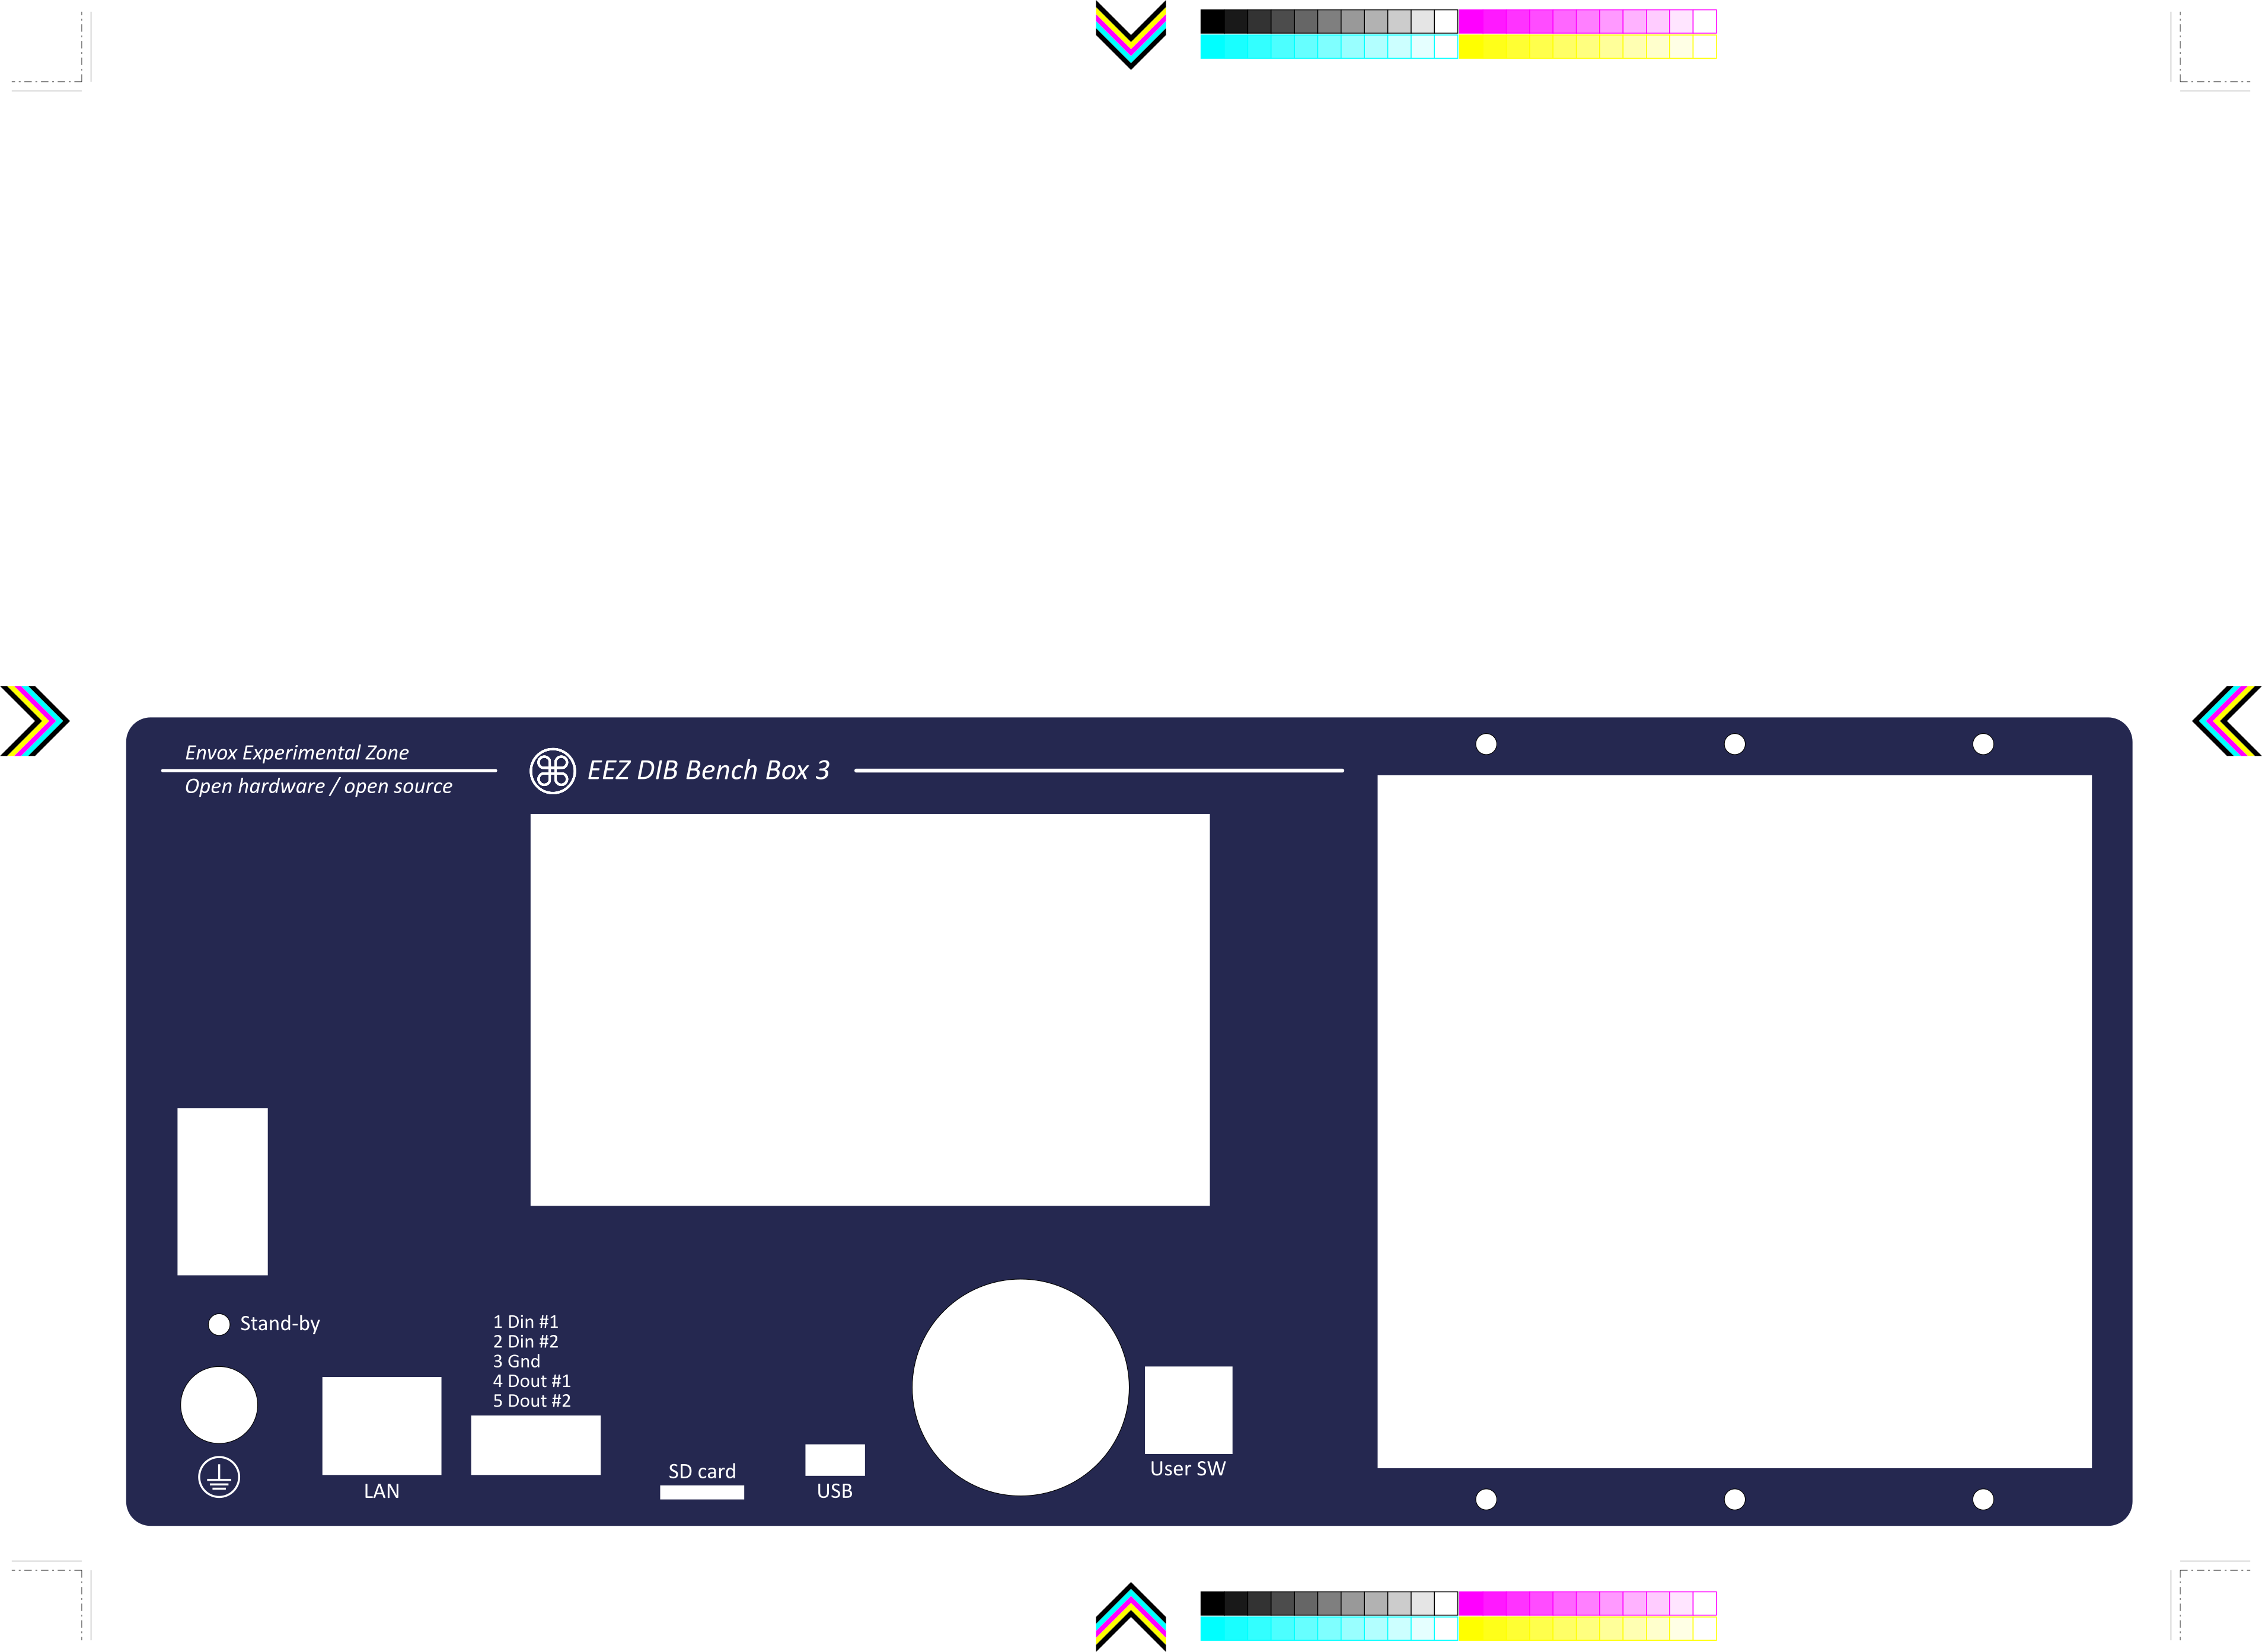 Envox Experimental Zone
Open hardware / open source
EEZ DIB Bench Box 3
Stand-by
1 Din #1
2 Din #2
3 Gnd
4 Dout #1
5 Dout #2
LAN
SD card
USB
User SW